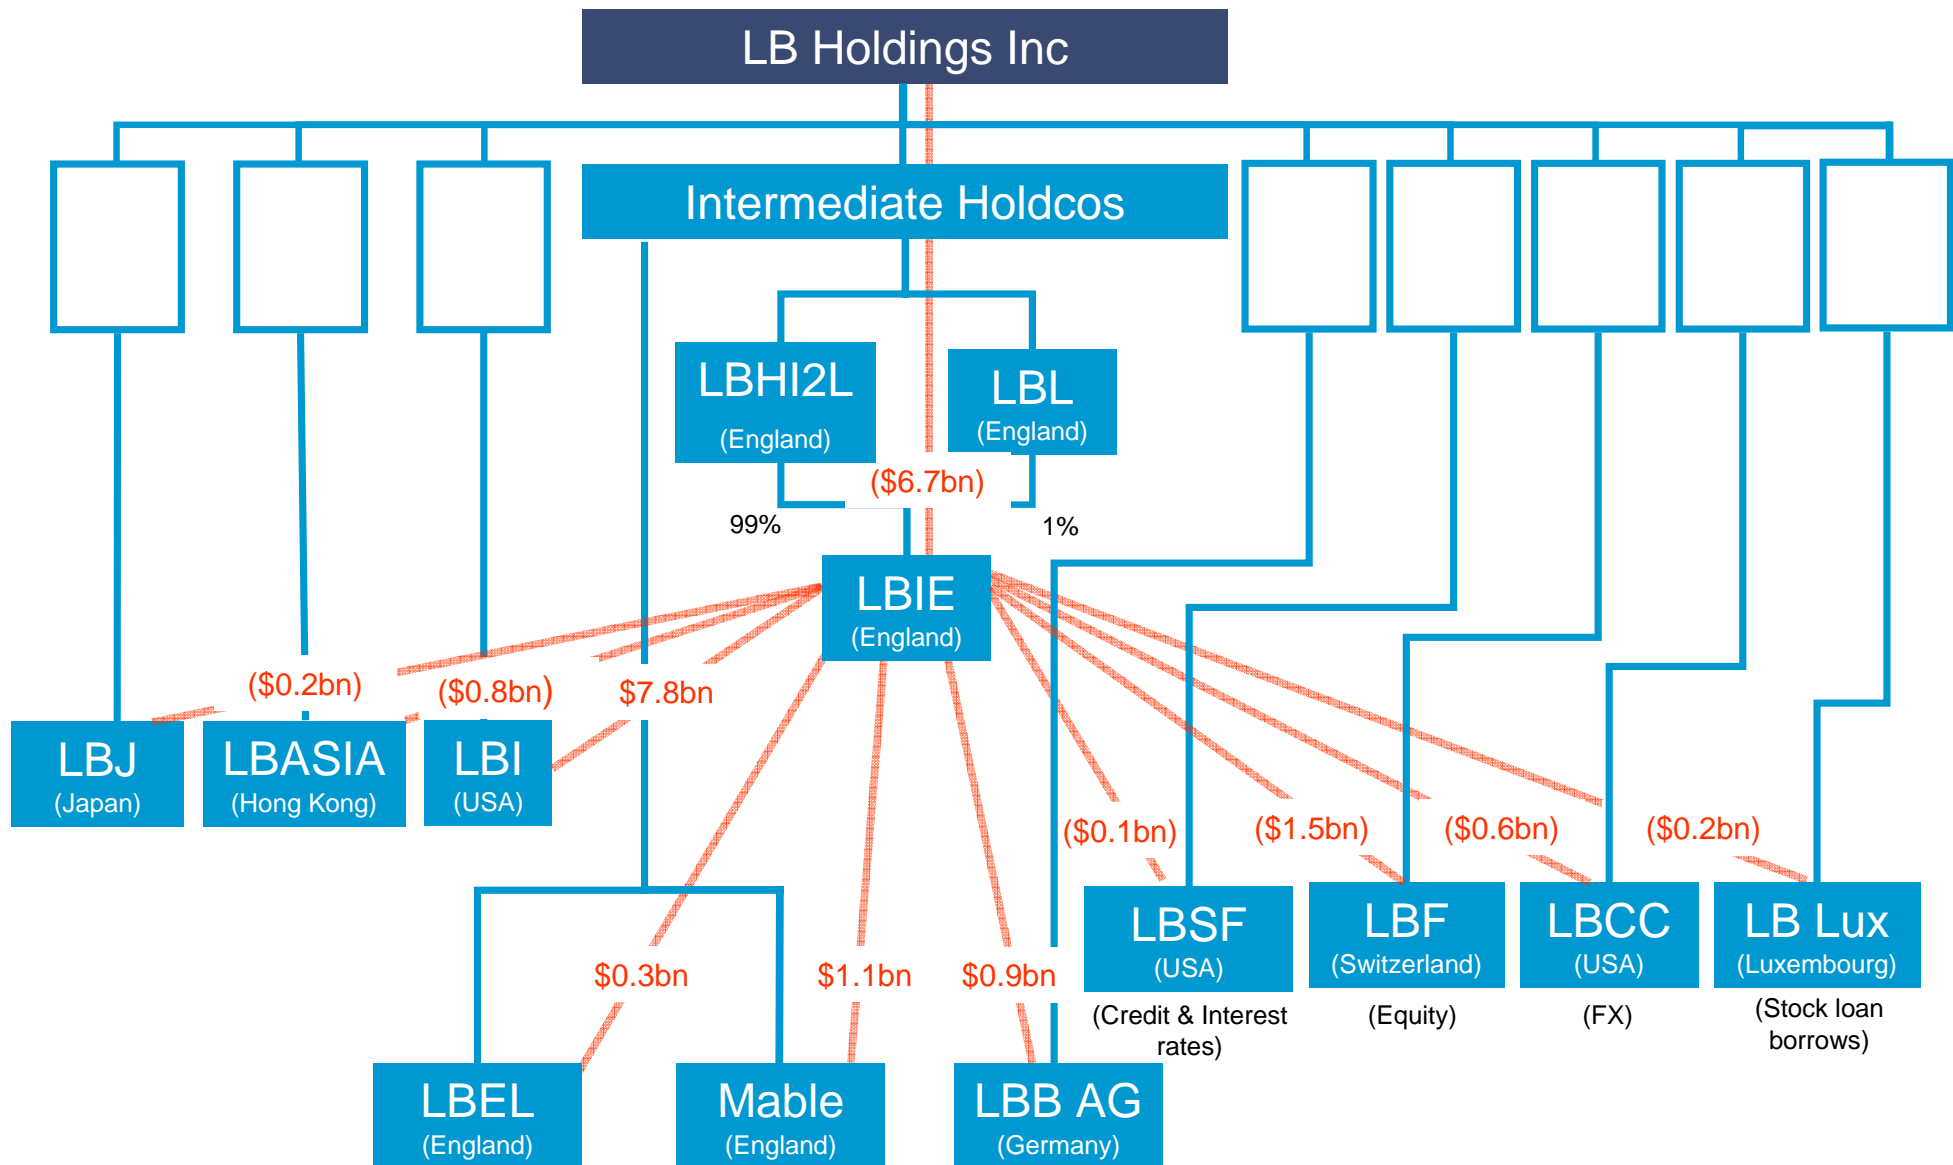 LB Holdings Inc
Intermediate Holdcos
LBHI2L
(England)
LBL
(England)
($6.7bn)
99%
1%
LBIE
(England)
($0.2bn)
($0.8bn)
$7.8bn
LBJ
(Japan)
LBASIA
(Hong Kong)
LBI
(USA)
($0.1bn)
($1.5bn)
($0.6bn)
($0.2bn)
$0.3bn
$1.1bn
$0.9bn
LBSF
(USA)
(Credit & Interest
rates)
LBF
(Switzerland)
(Equity)
LBCC
(USA)
(FX)
LB Lux
(Luxembourg)
(Stock loan
borrows)
LBEL
(England)
Mable
(England)
LBB AG
(Germany)